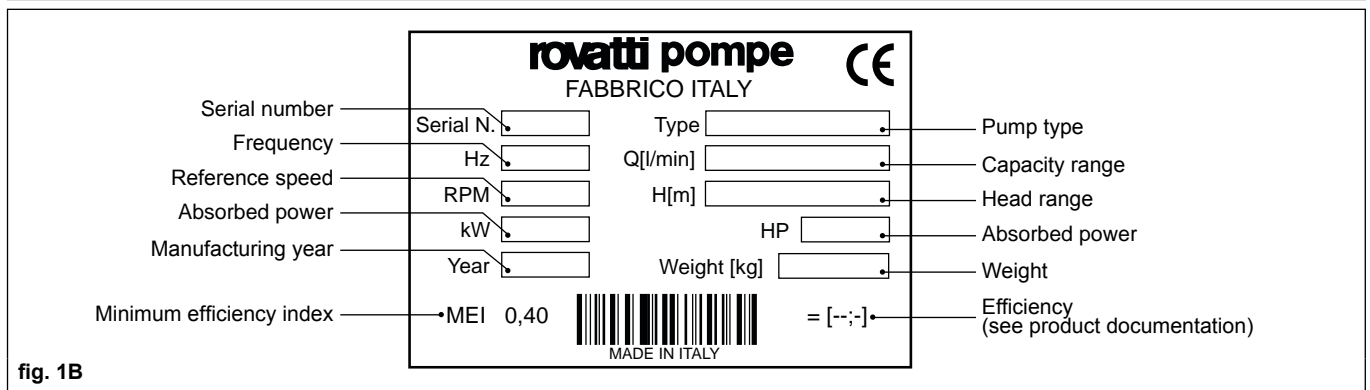 rovatti pompe
FABBRICO ITALY
Serial number
Serial N.
Type
Pump type
Frequency
Hz
Q[l/min]
Capacity range
Reference speed
RPM
H[m]
Head range
Absorbed power
kW
HP
Absorbed power
Manufacturing year
Year
Weight [kg]
Weight
Minimum efficiency index
MEI 0,40
= [--;-]
Efficiency
(see product documentation)
MADE IN ITALY
fig. 1B